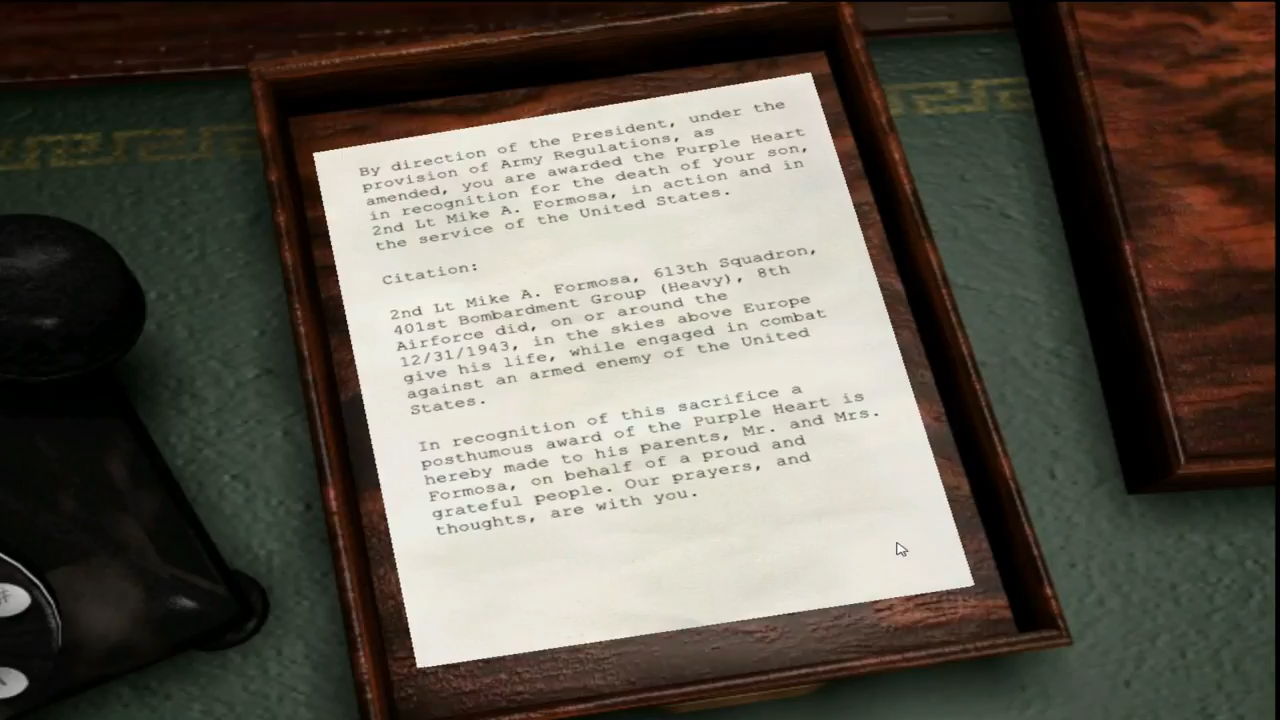 By direction of the President, under the
provision of Army Regulations, as
amended, you are awarded the Purple Heart
in recognition for the death of your son,
2nd Lt Mike A. Formosa, in action and in
the service of the United States.
Citation:
2nd Lt Mike A. Formosa, 613th Squadron,
401st Bombardment Group (Heavy), 8th
Airforce did, on or around the
12/31/1943, in the skies above Europe
give his life, while engaged in combat
against an armed enemy of the United
States.
In recognition of this sacrifice a
posthumous award of the Purple Heart is
hereby made to his parents, Mr. and Mrs.
Formosa, on behalf of a proud and
grateful people. Our prayers, and
thoughts, are with you.